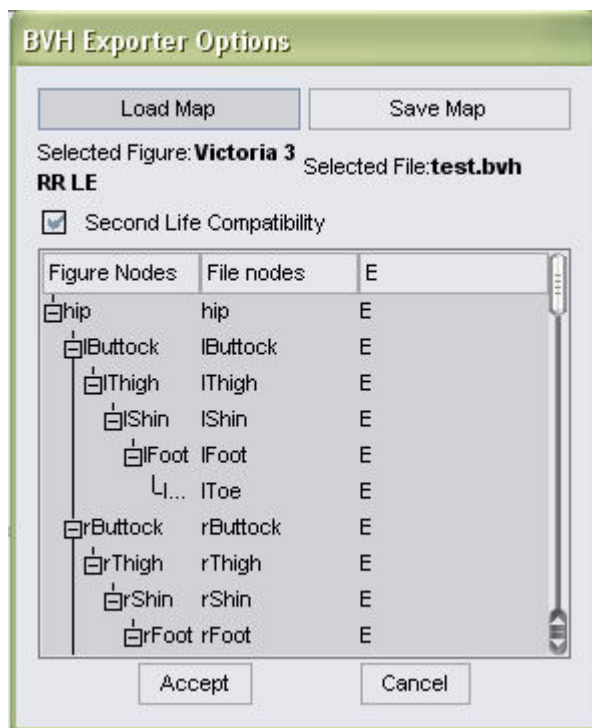 BVH Exporter Options
Load Map Save Map
Selected Figure:Victoria 3 RR LE Selected File:test.bvh
Second Life Compatibility
Figure Nodes File nodes E
hip hip E
lButtock lButtock E
lThigh lThigh E
lShin lShin E
lFoot lFoot E
l... lToe E
rButtock rButtock E
rThigh rThigh E
rShin rShin E
rFoot rFoot E
Accept Cancel